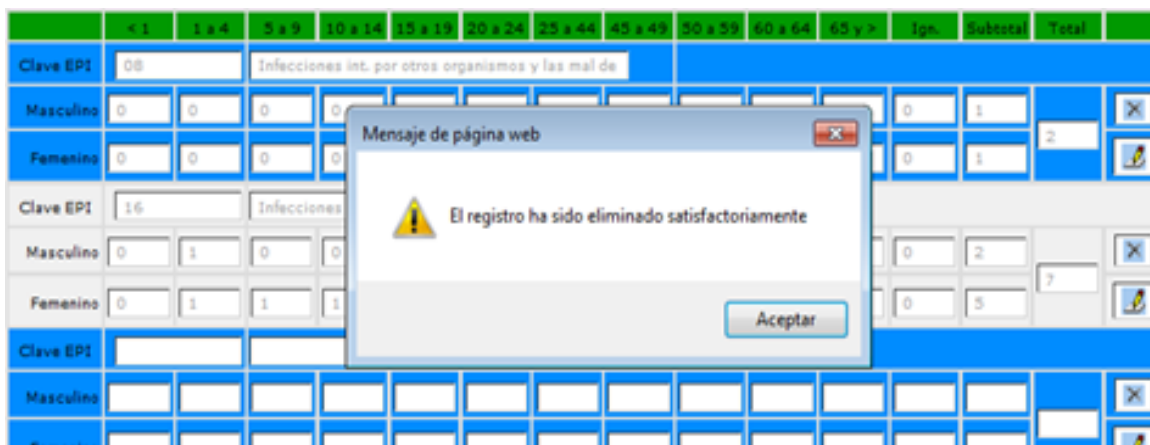 < 1 1 a 4 5 a 9 10 a 14 15 a 19 20 a 24 25 a 44 45 a 49 50 a 59 60 a 64 65 y > Ign. Subtotal Total
Clave EPI 08 Infecciones int. por otros organismos y las mal de
Masculino 0 0 0 0 0 1
2
Femenino 0 0 0 0 0 1
Clave EPI 16 Infecciones
Masculino 0 1 0 0 0 2
7
Femenino 0 1 1 1 0 5
Clave EPI
Masculino
Mensaje de página web
El registro ha sido eliminado satisfactoriamente
Aceptar